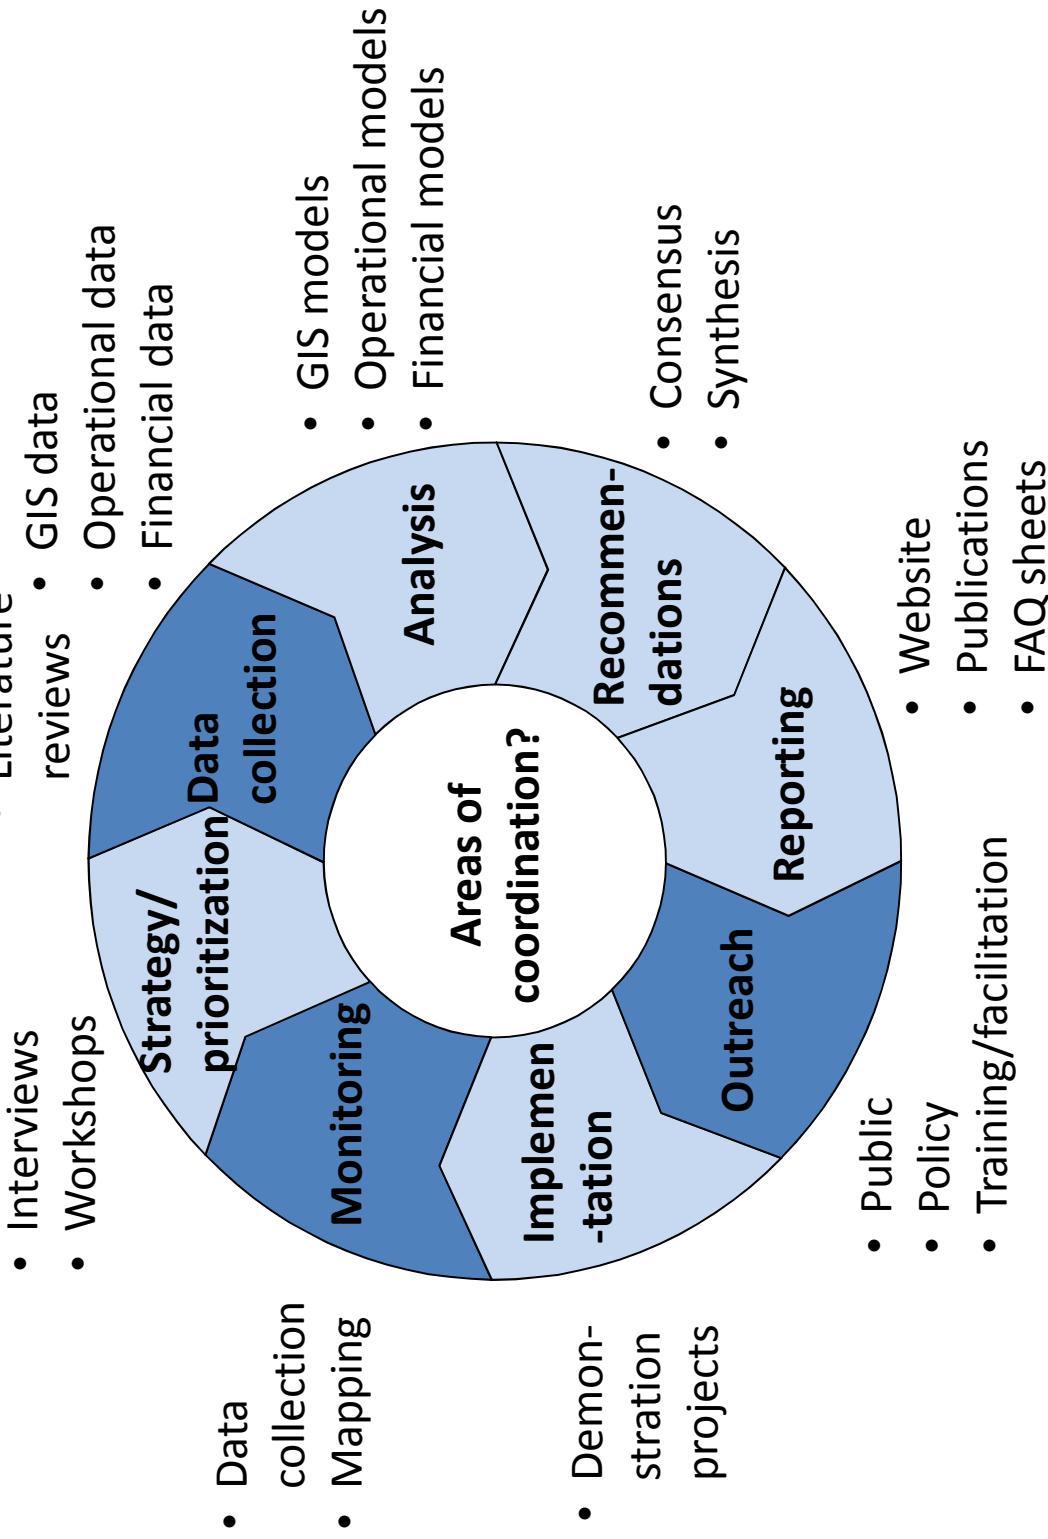 • Interviews
• Workshops
• Literature
reviews
• GIS data
• Operational data
• Financial data
Strategy/
prioritization
Data
collection
• Data
collection
• Mapping
Monitoring
Analysis
• GIS models
• Operational models
• Financial models
Areas of
coordination?
Implemen
-tation
Recommen-
dations
• Demon-
stration
projects
• Consensus
• Synthesis
Outreach
Reporting
• Public
• Policy
• Training/facilitation
• Website
• Publications
• FAQ sheets